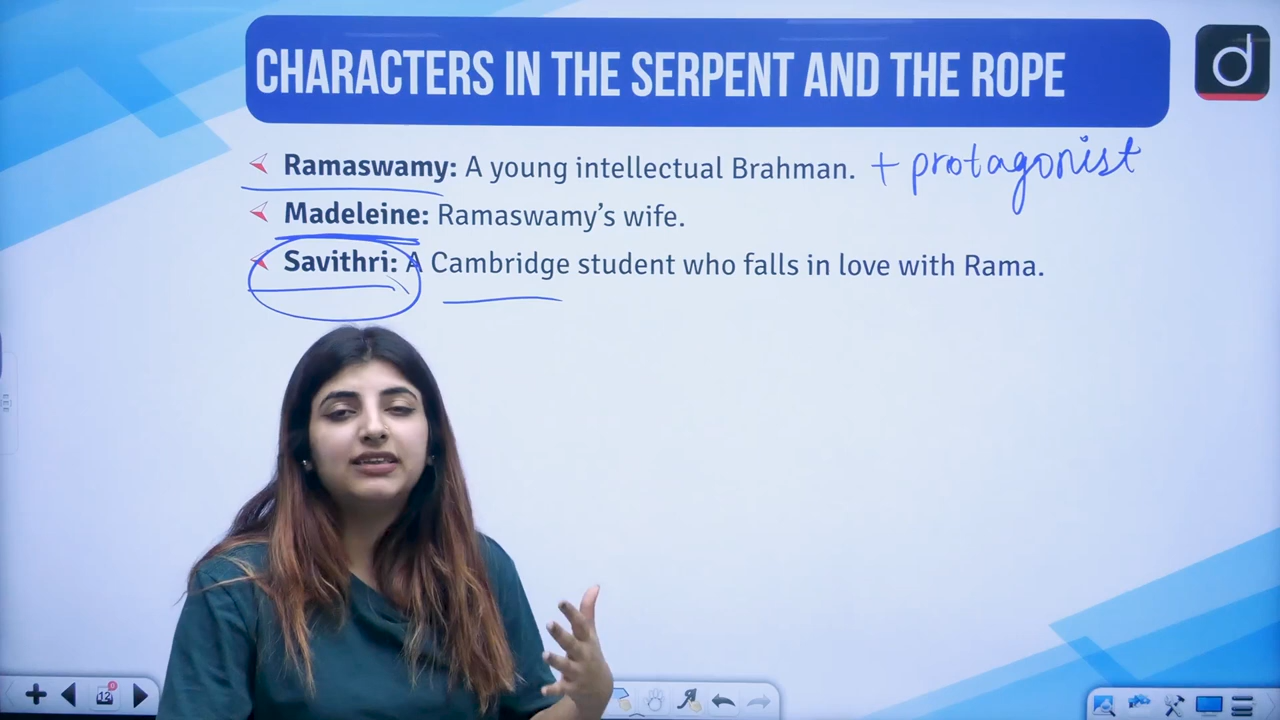 CHARACTERS IN THE SERPENT AND THE ROPE
d
Ramaswamy: A young intellectual Brahman. + protagonist
Madeleine: Ramaswamy’s wife.
Savithri: A Cambridge student who falls in love with Rama.
12